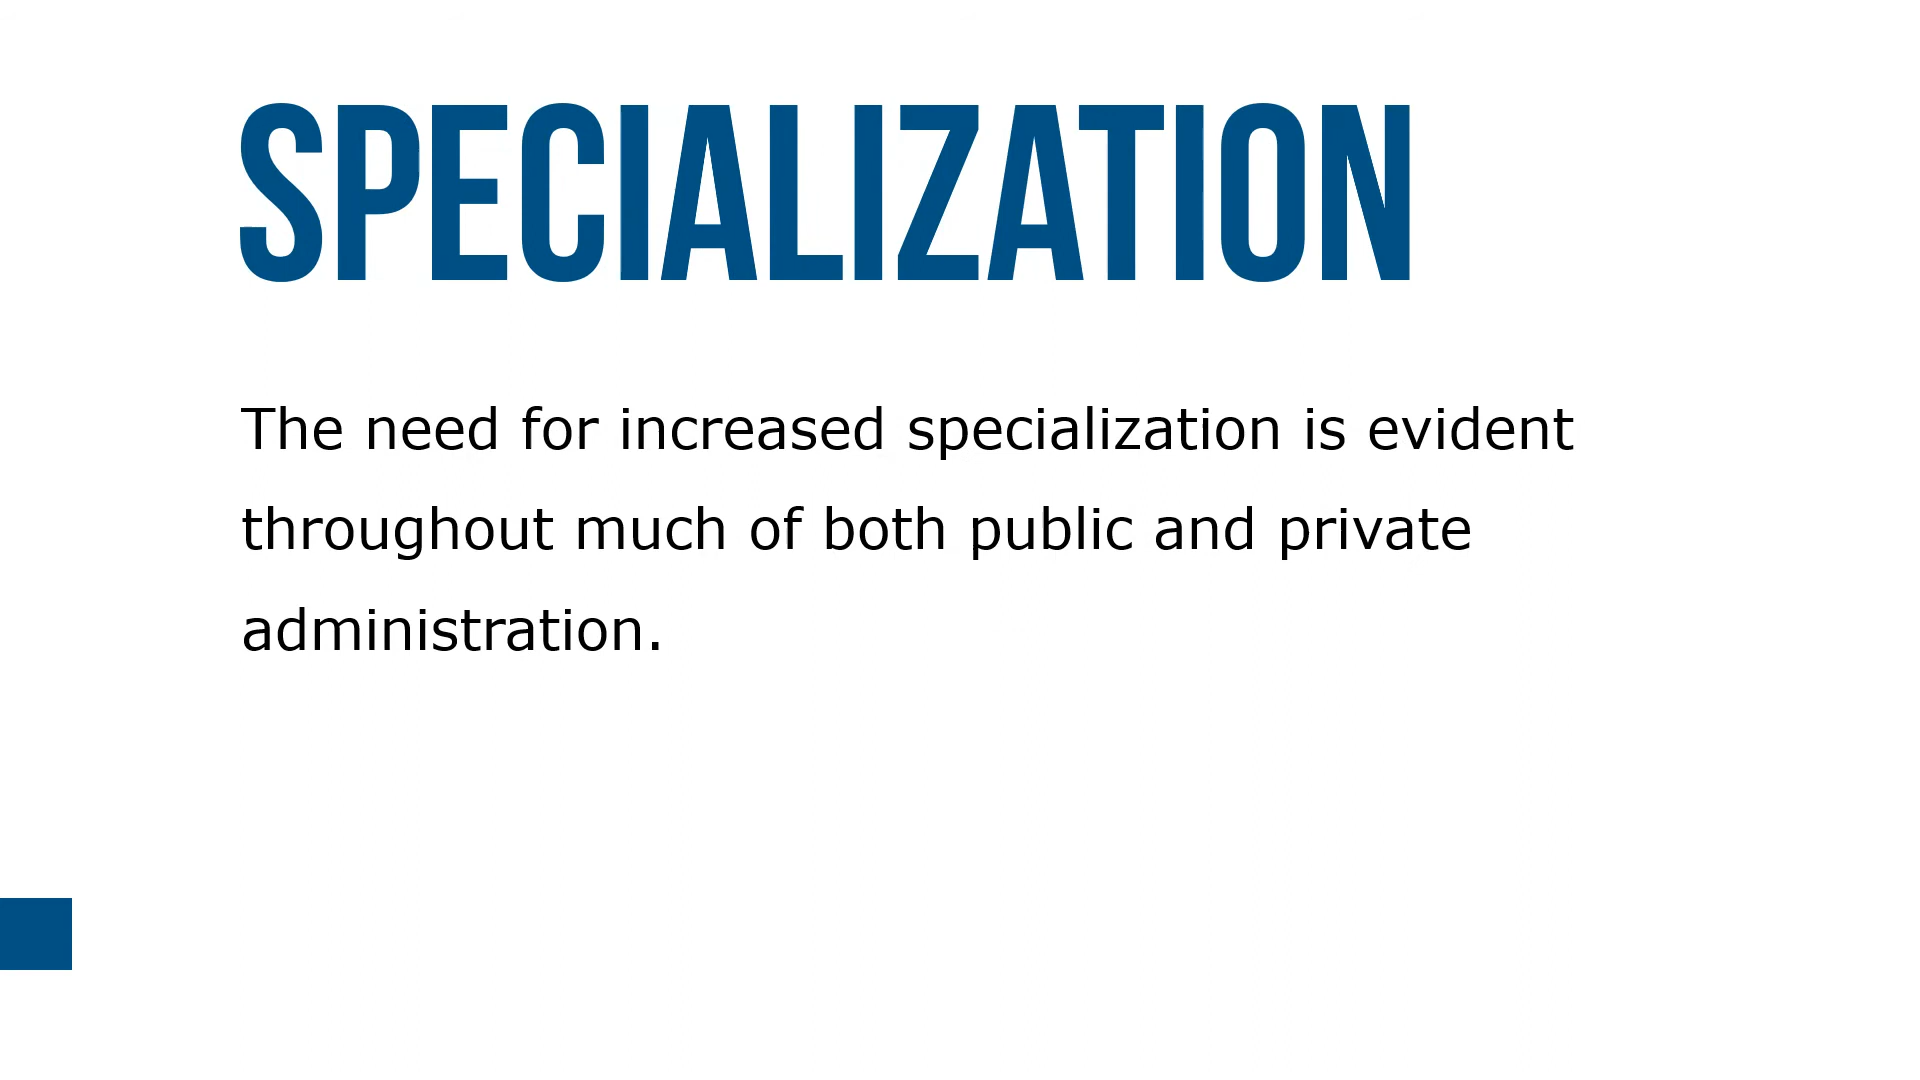 SPECIALIZATION
The need for increased specialization is evident
throughout much of both public and private
administration.